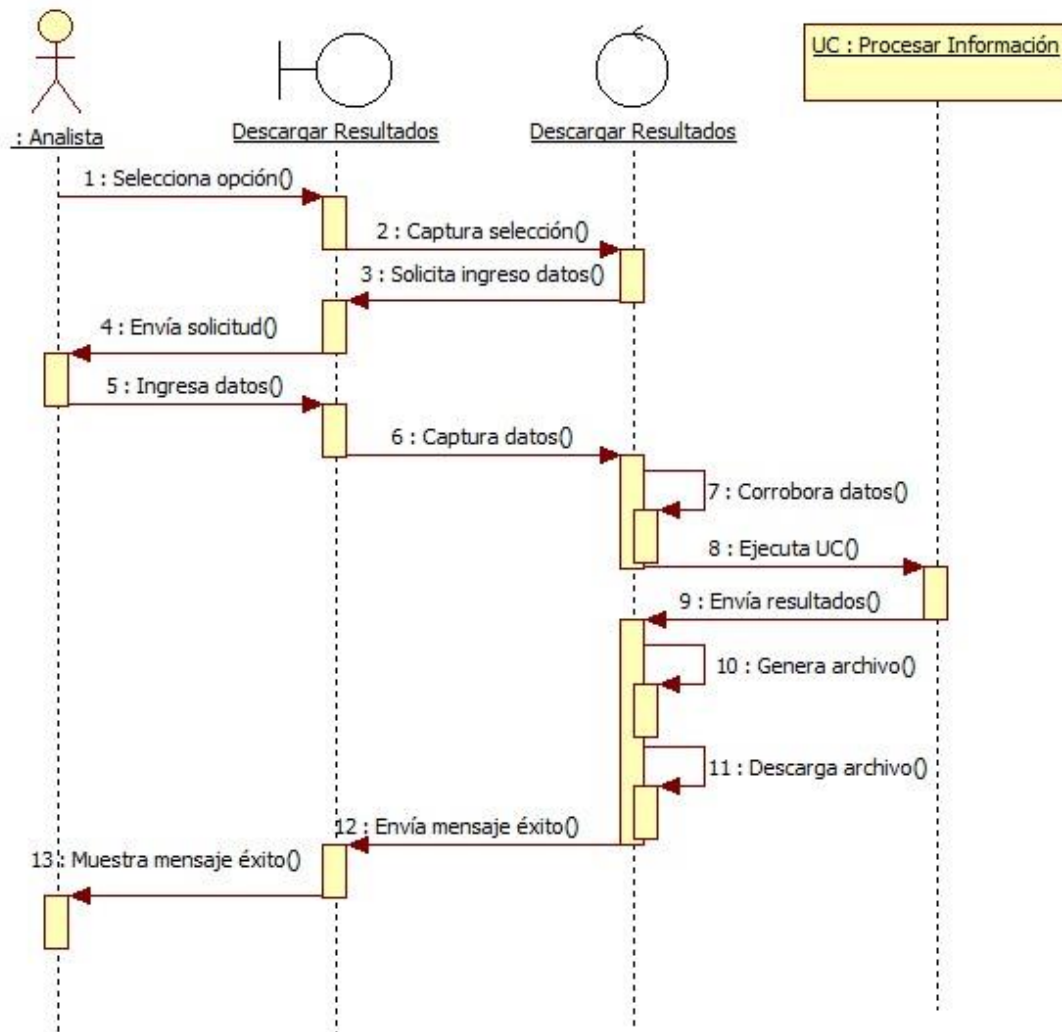 UC : Procesar Información
: Analista
Descargar Resultados
Descargar Resultados
1 : Selecciona opción()
2 : Captura selección()
3 : Solicita ingreso datos()
4 : Envía solicitud()
5 : Ingresa datos()
6 : Captura datos()
7 : Corrobora datos()
8 : Ejecuta UC()
9 : Envía resultados()
10 : Genera archivo()
11 : Descarga archivo()
12 : Envía mensaje éxito()
13 : Muestra mensaje éxito()